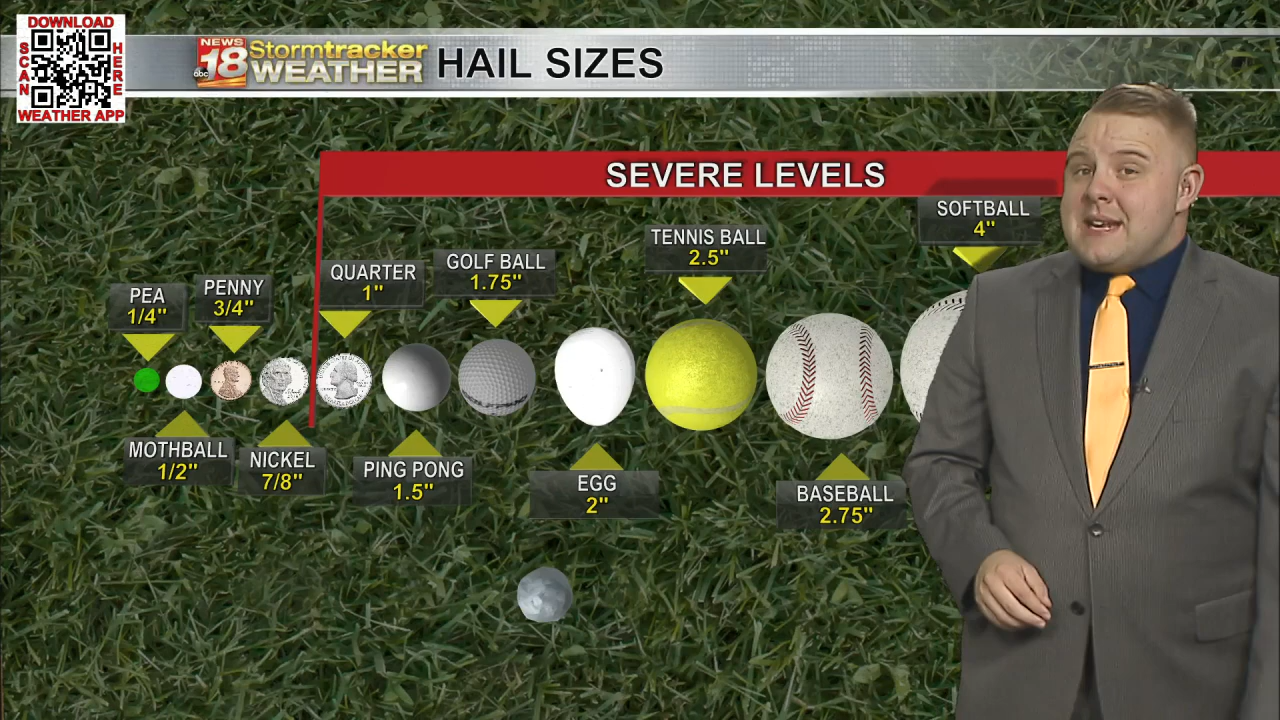 DOWNLOAD
SCAN
HERE
WEATHER APP
NEWS
abc 18
Stormtracker
WEATHER
HAIL SIZES
SEVERE LEVELS
PEA
1/4"
MOTHBALL
1/2"
PENNY
3/4"
NICKEL
7/8"
QUARTER
1"
PING PONG
1.5"
GOLF BALL
1.75"
EGG
2"
TENNIS BALL
2.5"
BASEBALL
2.75"
SOFTBALL
4"